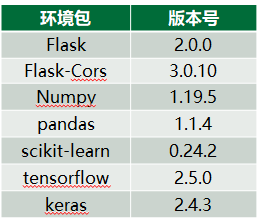 环境包 版本号
Flask 2.0.0
Flask-Cors 3.0.10
Numpy 1.19.5
pandas 1.1.4
scikit-learn 0.24.2
tensorflow 2.5.0
keras 2.4.3